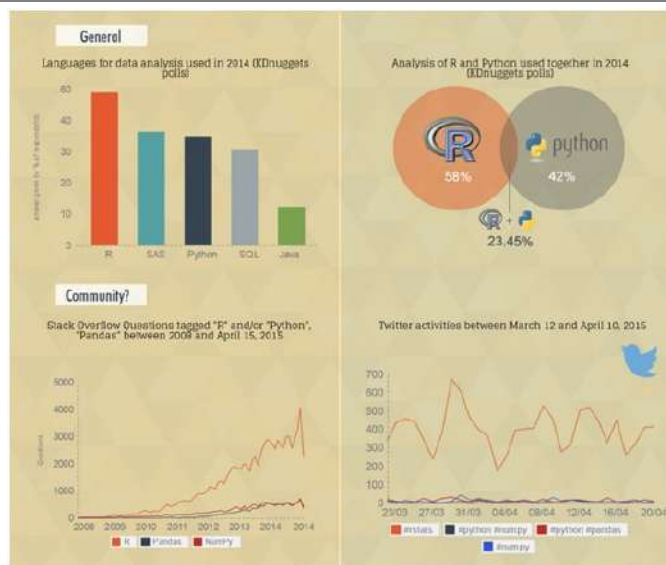 General
Languages for data analysis used in 2014 (KDnuggets
polls)
50
40
30
20
10
0
R SAS Python SQL Java
Analysis of R and Python used together in 2014
(KDnuggets polls)
R
python
58%
42%
R +
23.45%
Community?
Stack Overflow Questions tagged "R" and/or "Python",
"Pandas" between 2008 and April 15, 2015
5000
4000
3000
2000
1000
0
Questions
2008 2009 2010 2011 2012 2013 2014 2014
R Pandas NumPy
Twitter activities between March 12 and April 10, 2015
700
600
500
400
300
200
100
0
23/03 27/03 31/03 04/04 08/04 12/04 16/04 20/04
#rstats #python #numpy #python #pandas
#numpy